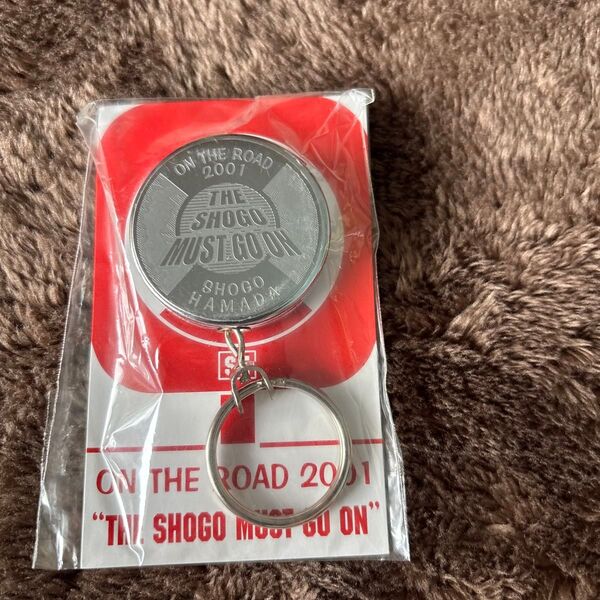 ON THE ROAD
2001
THE
SHOGO
MUST GO ON
SHOGO
HAMADA
ON THE ROAD 2001
"THE SHOGO MUST GO ON"